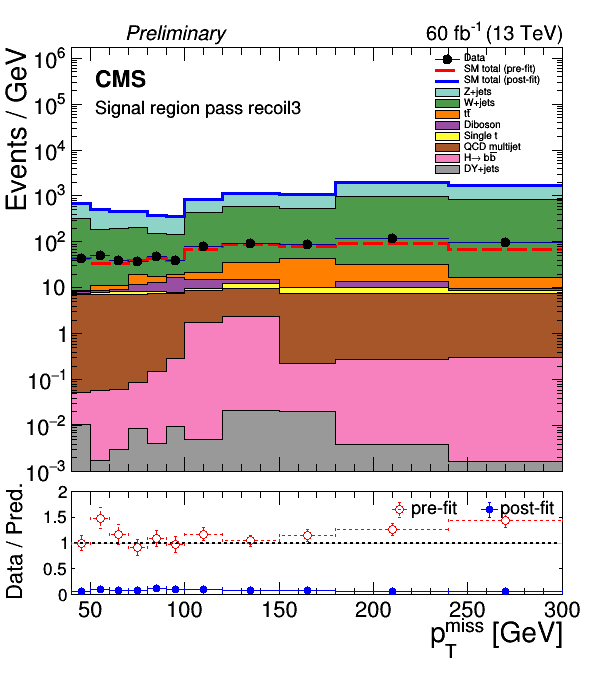 Preliminary
60 fb⁻¹ (13 TeV)
CMS
Signal region pass recoil3
Data
SM total (pre-fit)
SM total (post-fit)
Z+jets
W+jets
tt̄
Diboson
Single t
QCD multijet
H→ bb̄
DY+jets
Events / GeV
10⁶
10⁵
10⁴
10³
10²
10
1
10⁻¹
10⁻²
10⁻³
pre-fit
post-fit
Data / Pred.
2
1.5
1
0.5
0
50 100 150 200 250 300
p_T^miss [GeV]